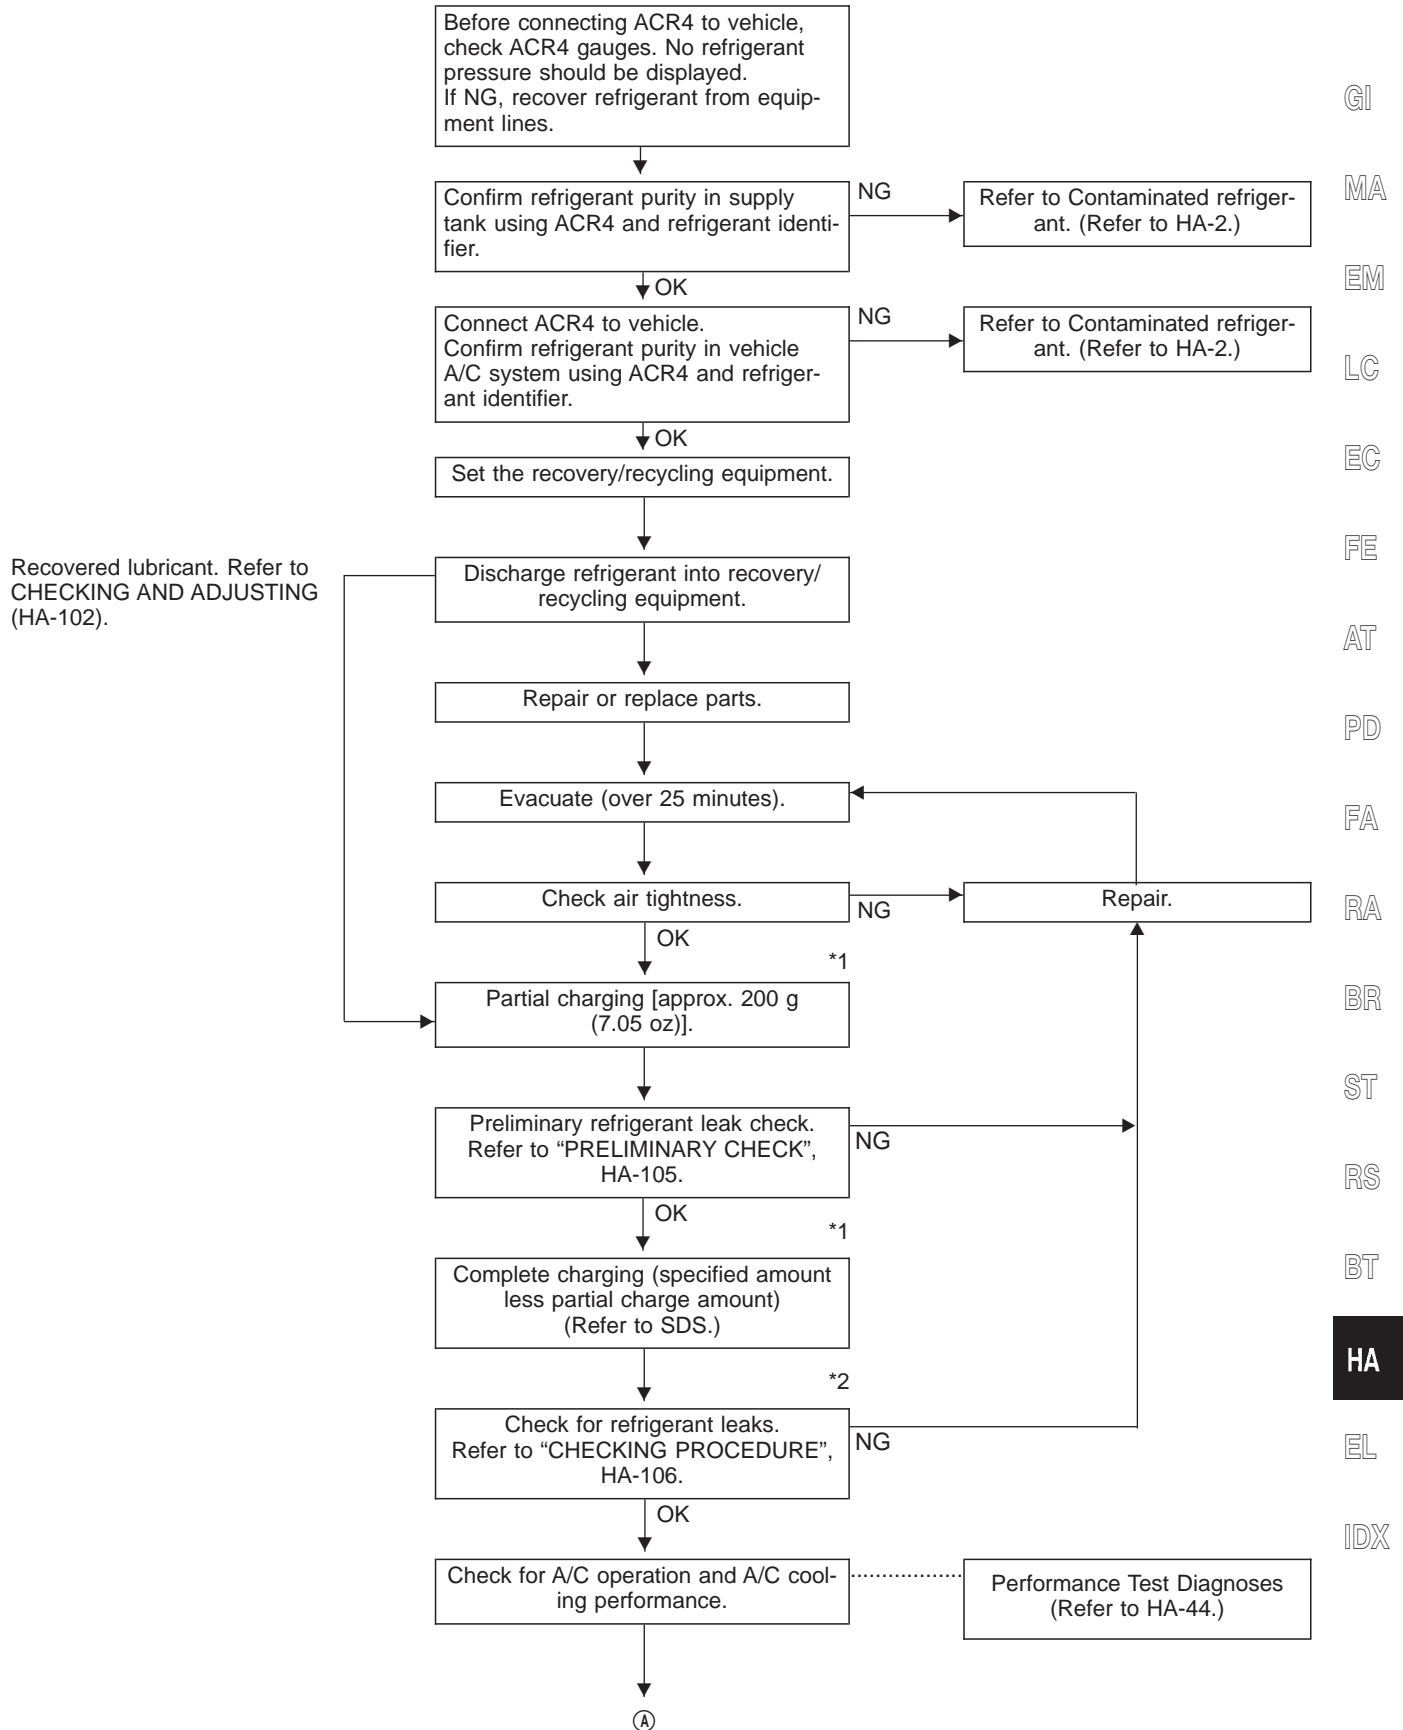 Before connecting ACR4 to vehicle,
check ACR4 gauges. No refrigerant
pressure should be displayed.
If NG, recover refrigerant from equip-
ment lines.
Confirm refrigerant purity in supply
tank using ACR4 and refrigerant identi-
fier.
NG
Refer to Contaminated refriger-
ant. (Refer to HA-2.)
OK
Connect ACR4 to vehicle.
Confirm refrigerant purity in vehicle
A/C system using ACR4 and refriger-
ant identifier.
NG
Refer to Contaminated refriger-
ant. (Refer to HA-2.)
OK
Set the recovery/recycling equipment.
Recovered lubricant. Refer to
CHECKING AND ADJUSTING
(HA-102).
Discharge refrigerant into recovery/
recycling equipment.
Repair or replace parts.
Evacuate (over 25 minutes).
Check air tightness.
NG
Repair.
OK
*1
Partial charging [approx. 200 g
(7.05 oz)].
Preliminary refrigerant leak check.
Refer to “PRELIMINARY CHECK”,
HA-105.
NG
OK
*1
Complete charging (specified amount
less partial charge amount)
(Refer to SDS.)
*2
Check for refrigerant leaks.
Refer to “CHECKING PROCEDURE”,
HA-106.
NG
OK
Check for A/C operation and A/C cool-
ing performance.
Performance Test Diagnoses
(Refer to HA-44.)
A
GI
MA
EM
LC
EC
FE
AT
PD
FA
RA
BR
ST
RS
BT
HA
EL
IDX